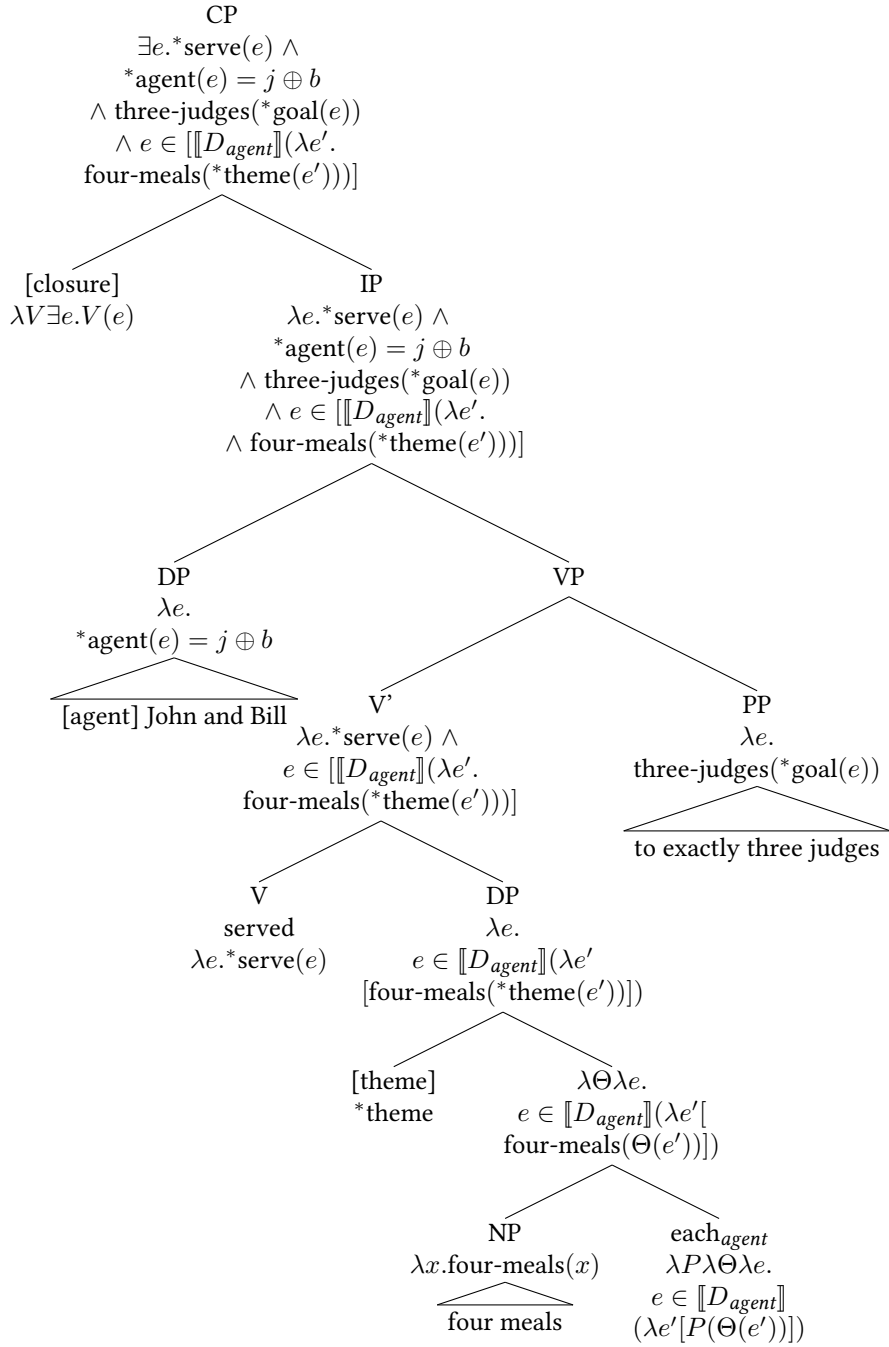 CP
∃e.*serve(e) ∧
*agent(e) = j ⊕ b
∧ three-judges(*goal(e))
∧ e ∈ [⟦D_agent⟧(λe′.
four-meals(*theme(e′)))]
[closure]
λV∃e.V(e)
IP
λe.*serve(e) ∧
*agent(e) = j ⊕ b
∧ three-judges(*goal(e))
∧ e ∈ [⟦D_agent⟧(λe′.
∧ four-meals(*theme(e′)))]
DP
λe.
*agent(e) = j ⊕ b
[agent] John and Bill
VP
V’
λe.*serve(e) ∧
e ∈ [⟦D_agent⟧(λe′.
four-meals(*theme(e′)))]
PP
λe.
three-judges(*goal(e))
to exactly three judges
V
served
λe.*serve(e)
DP
λe.
e ∈ ⟦D_agent⟧(λe′
[four-meals(*theme(e′))])
[theme]
*theme
λΘλe.
e ∈ ⟦D_agent⟧(λe′[
four-meals(Θ(e′))])
NP
λx.four-meals(x)
four meals
each_agent
λPλΘλe.
e ∈ ⟦D_agent⟧
(λe′[P(Θ(e′))])